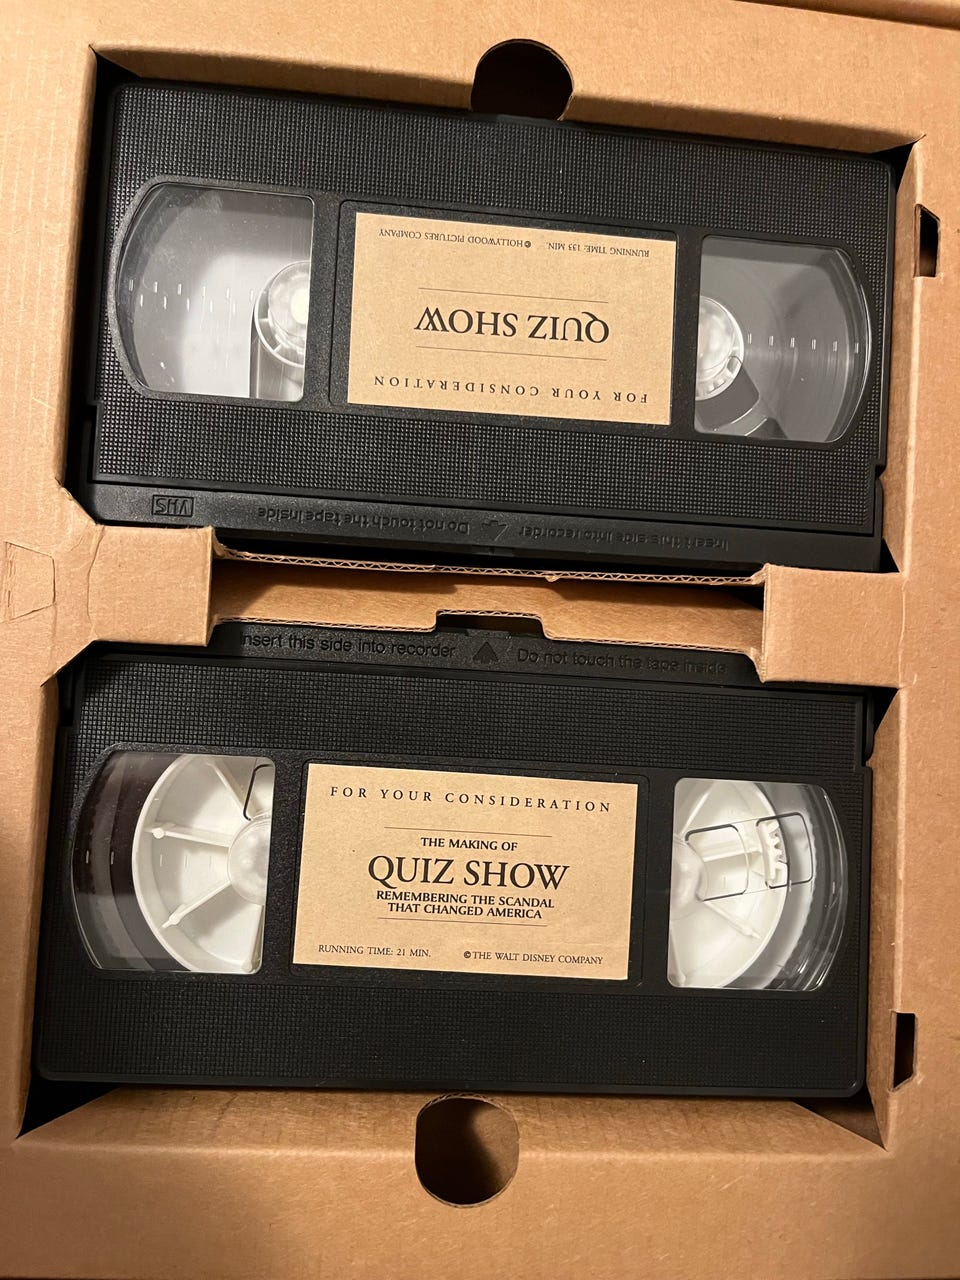 FOR YOUR CONSIDERATION
QUIZ SHOW
RUNNING TIME: 133 MIN. © HOLLYWOOD PICTURES COMPANY
Insert this side into recorder Do not touch the tape inside VHS
Insert this side into recorder Do not touch the tape inside
FOR YOUR CONSIDERATION
THE MAKING OF
QUIZ SHOW
REMEMBERING THE SCANDAL
THAT CHANGED AMERICA
RUNNING TIME: 21 MIN. © THE WALT DISNEY COMPANY